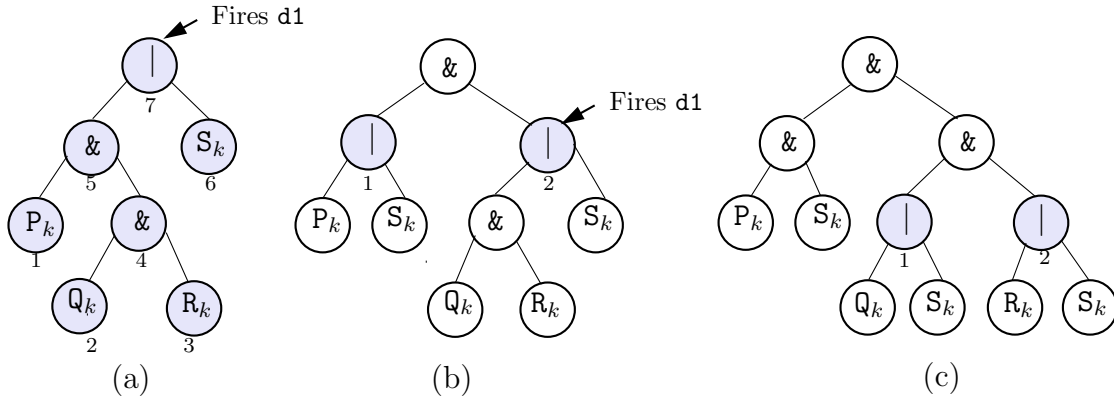 Fires d1
|
7
&
5
S_k
6
P_k
1
&
4
Q_k
2
R_k
3
(a)
&
|
1
Fires d1
|
2
P_k
S_k
&
S_k
Q_k
R_k
(b)
&
&
&
P_k
S_k
|
1
|
2
Q_k
S_k
R_k
S_k
(c)